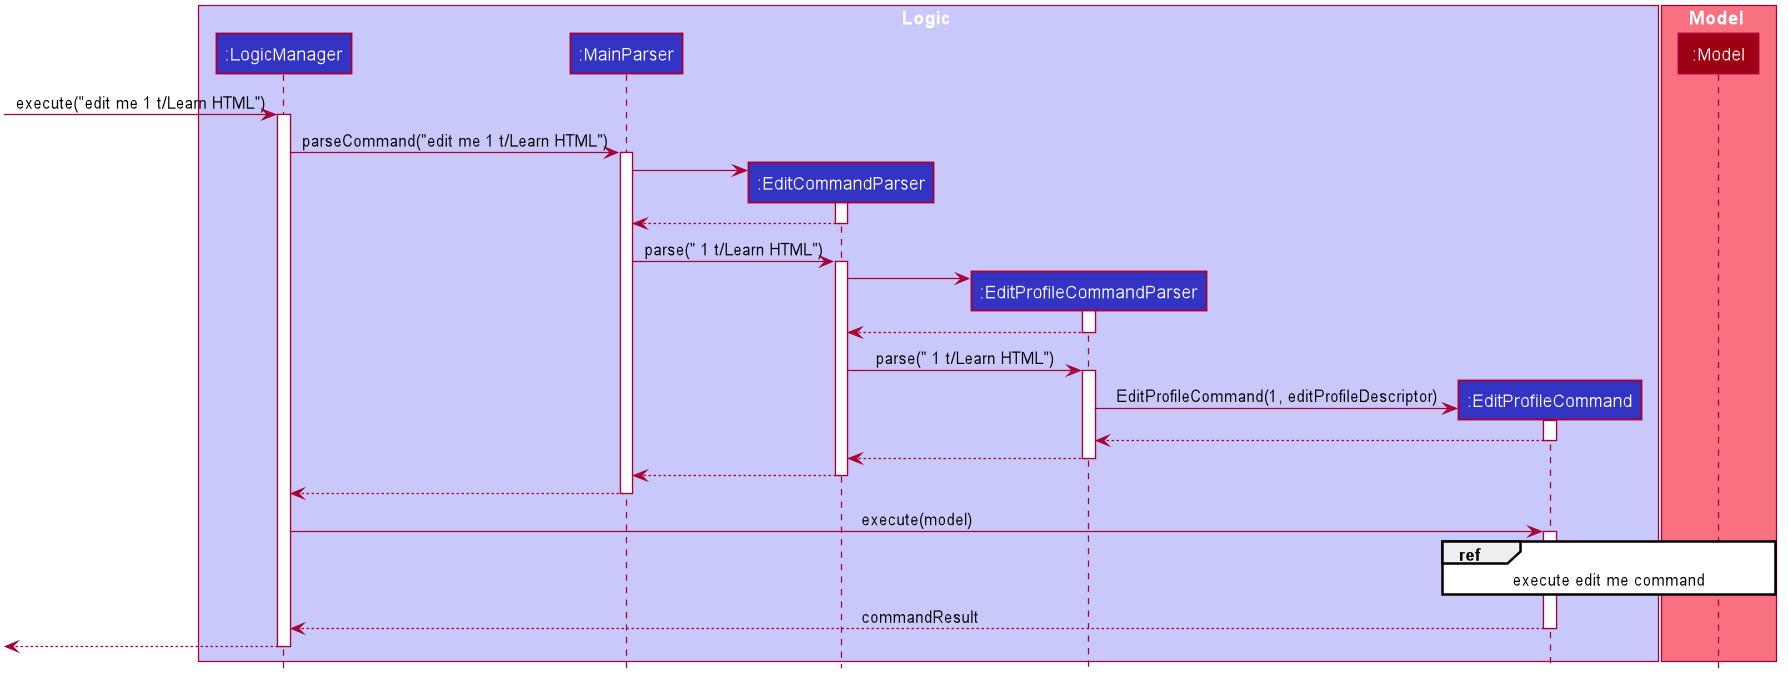 Logic
Model
:LogicManager
:MainParser
:Model
execute("edit me 1 t/Learn HTML")
parseCommand("edit me 1 t/Learn HTML")
:EditCommandParser
parse(" 1 t/Learn HTML")
:EditProfileCommandParser
parse(" 1 t/Learn HTML")
EditProfileCommand(1, editProfileDescriptor)
:EditProfileCommand
execute(model)
ref
execute edit me command
commandResult